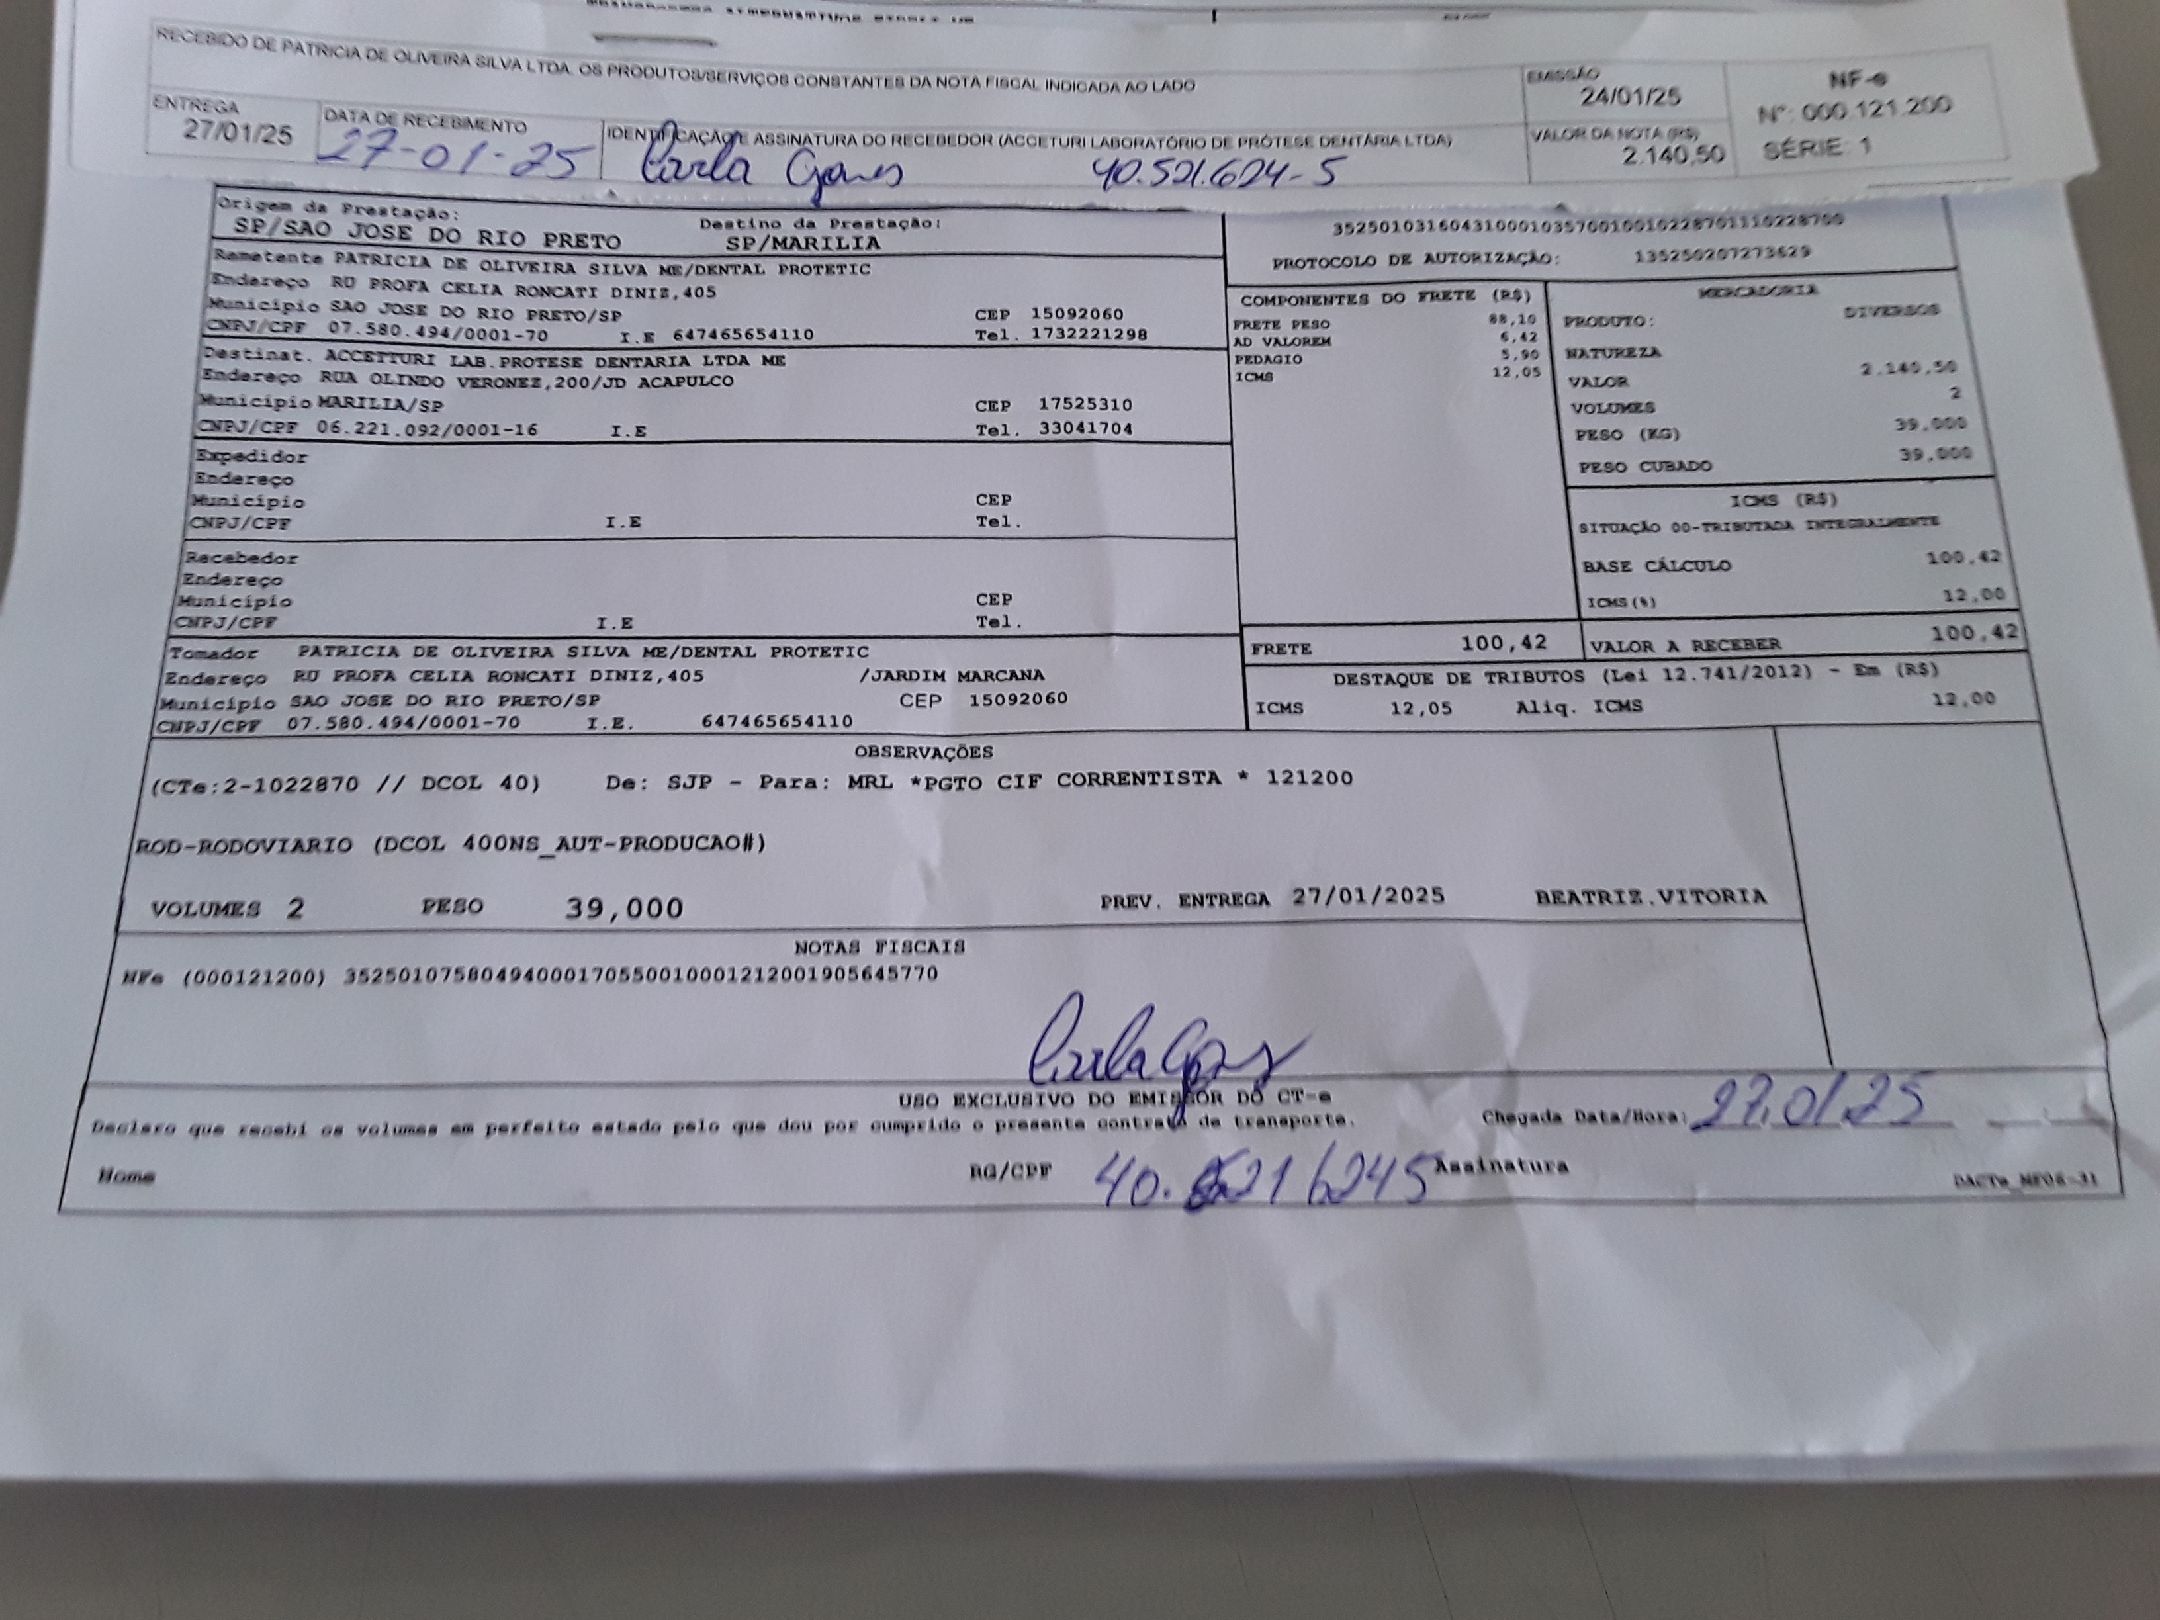 RECEBIDO DE PATRICIA DE OLIVEIRA SILVA LTDA. OS PRODUTOS/SERVIÇOS CONSTANTES DA NOTA FISCAL INDICADA AO LADO
EMISSÃO
24/01/25
NF-e
Nº: 000.121.200
SÉRIE: 1
ENTREGA
27/01/25
DATA DE RECEBIMENTO
27-01-25
IDENTIFICAÇÃO E ASSINATURA DO RECEBEDOR (ACCETURI LABORATÓRIO DE PRÓTESE DENTÁRIA LTDA)
Carla Gomes 40.521.624-5
VALOR DA NOTA (R$)
2.140,50
Origem da Prestação:
SP/SAO JOSE DO RIO PRETO
Destino da Prestação:
SP/MARILIA
35250103160431000103570010010228701110228700
PROTOCOLO DE AUTORIZAÇÃO: 135250207273629
Remetente PATRICIA DE OLIVEIRA SILVA ME/DENTAL PROTETIC
Endereço RU PROFA CELIA RONCATI DINIZ,405
Município SAO JOSE DO RIO PRETO/SP CEP 15092060
CNPJ/CPF 07.580.494/0001-70 I.E 647465654110 Tel. 1732221298
Destinat. ACCETTURI LAB.PROTESE DENTARIA LTDA ME
Endereço RUA OLINDO VERONEZ,200/JD ACAPULCO
Município MARILIA/SP CEP 17525310
CNPJ/CPF 06.221.092/0001-16 I.E Tel. 33041704
Expedidor
Endereço
Município CEP
CNPJ/CPF I.E Tel.
Recebedor
Endereço
Município CEP
CNPJ/CPF I.E Tel.
Tomador PATRICIA DE OLIVEIRA SILVA ME/DENTAL PROTETIC
Endereço RU PROFA CELIA RONCATI DINIZ,405 /JARDIM MARCANA
Município SAO JOSE DO RIO PRETO/SP CEP 15092060
CNPJ/CPF 07.580.494/0001-70 I.E. 647465654110
COMPONENTES DO FRETE (R$)
FRETE PESO 88,10
AD VALOREM 6,42
PEDAGIO 5,90
ICMS 12,05
MERCADORIA
PRODUTO: DIVERSOS
NATUREZA
VALOR 2.140,50
VOLUMES 2
PESO (KG) 39,000
PESO CUBADO 39,000
ICMS (R$)
SITUAÇÃO 00-TRIBUTADA INTEGRALMENTE
BASE CÁLCULO 100,42
ICMS(%) 12,00
FRETE 100,42
VALOR A RECEBER 100,42
DESTAQUE DE TRIBUTOS (Lei 12.741/2012) - Em (R$)
ICMS 12,05 Aliq. ICMS 12,00
OBSERVAÇÕES
(CTe:2-1022870 // DCOL 40) De: SJP - Para: MRL *PGTO CIF CORRENTISTA * 121200
ROD-RODOVIARIO (DCOL 400NS_AUT-PRODUCAO#)
VOLUMES 2 PESO 39,000 PREV. ENTREGA 27/01/2025 BEATRIZ.VITORIA
NOTAS FISCAIS
NFe (000121200) 35250107580494000170550010001212001905645770
Carla Gomes
USO EXCLUSIVO DO EMISSOR DO CT-e
Declaro que recebi os volumes em perfeito estado pelo que dou por cumprido o presente contrato de transporte. Chegada Data/Hora: 27.01.25
Nome RG/CPF 40.5216245 Assinatura
DACTe_MF06-31